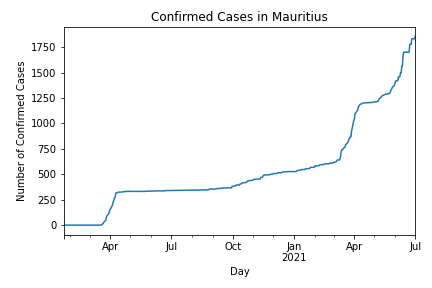 Confirmed Cases in Mauritius
Number of Confirmed Cases
1750
1500
1250
1000
750
500
250
0
Apr Jul Oct Jan Apr Jul
2021
Day